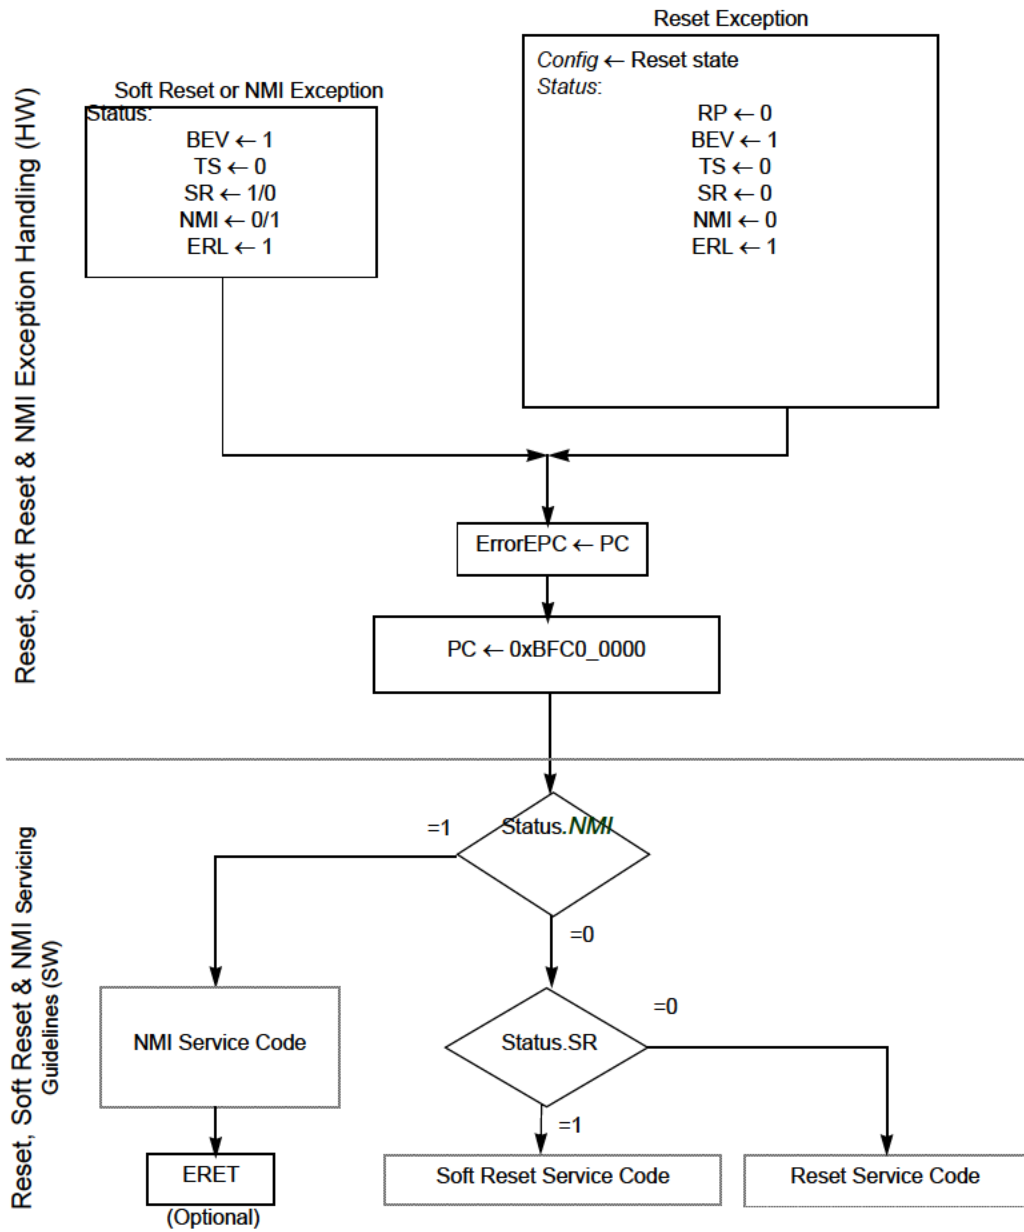 Reset Exception
Config ← Reset state
Status:
RP ← 0
BEV ← 1
TS ← 0
SR ← 0
NMI ← 0
ERL ← 1
Soft Reset or NMI Exception
Status:
BEV ← 1
TS ← 0
SR ← 1/0
NMI ← 0/1
ERL ← 1
Reset, Soft Reset & NMI Exception Handling (HW)
ErrorEPC ← PC
PC ← 0xBFC0_0000
Reset, Soft Reset & NMI Servicing
Guidelines (SW)
Status.NMI
=1
=0
NMI Service Code
Status.SR
=0
=1
ERET
(Optional)
Soft Reset Service Code
Reset Service Code